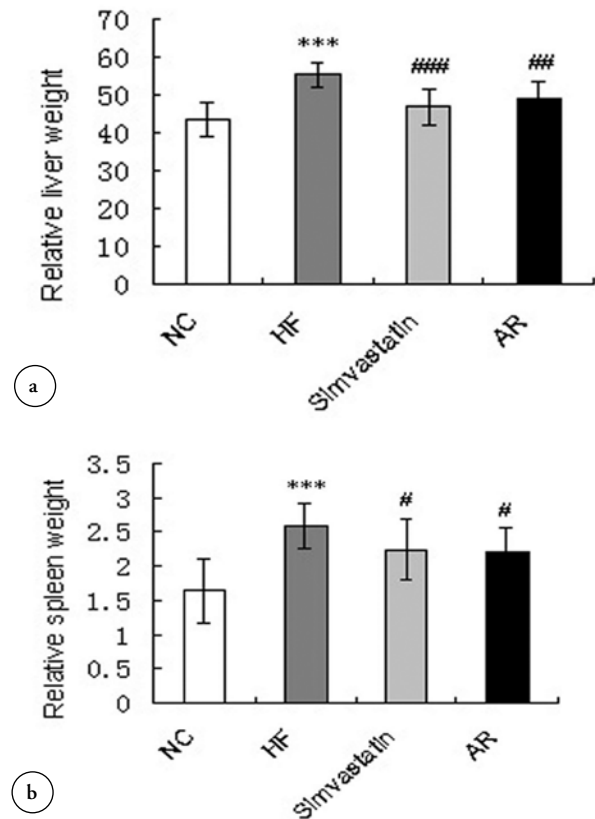 Relative liver weight
70
60
50
40
30
20
10
0
***
###
##
NC
HF
Simvastatin
AR
a
Relative spleen weight
3.5
3
2.5
2
1.5
1
0.5
0
***
#
#
NC
HF
Simvastatin
AR
b